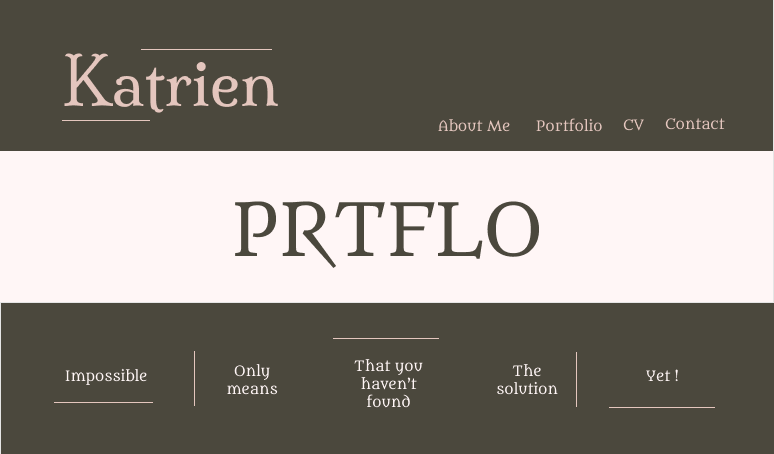 Katrien
About Me Portfolio CV Contact
PRTFLO
Impossible
Only
means
That you
haven't
found
The
solution
Yet !